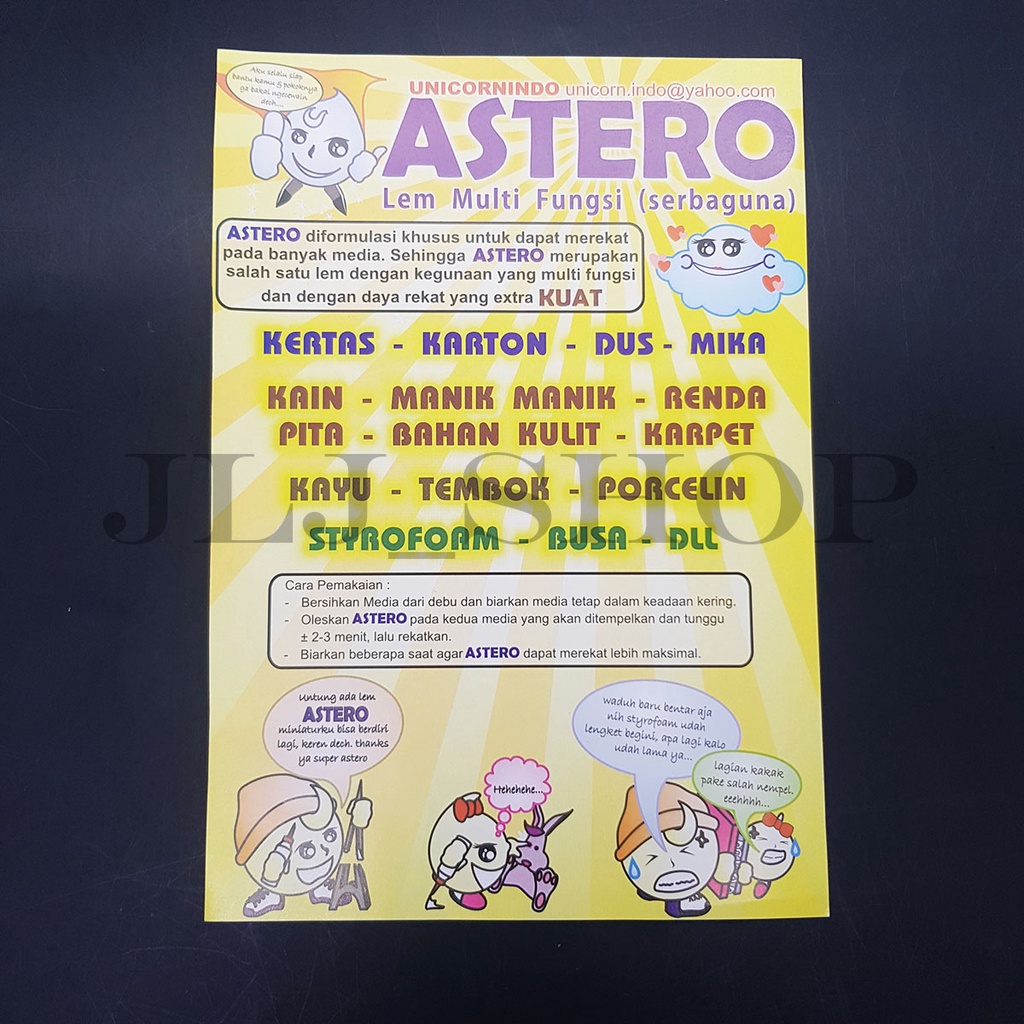 Aku selalu siap
bantu kamu & pokoknya
ga bakal ngecewain
dech....
UNICORNINDO unicorn.indo@yahoo.com
ASTERO
Lem Multi Fungsi (serbaguna)
ASTERO diformulasi khusus untuk dapat merekat
pada banyak media. Sehingga ASTERO merupakan
salah satu lem dengan kegunaan yang multi fungsi
dan dengan daya rekat yang extra KUAT
KERTAS - KARTON - DUS - MIKA
KAIN - MANIK MANIK - RENDA
PITA - BAHAN KULIT - KARPET
JLJ_SHOP
KAYU - TEMBOK - PORCELIN
STYROFOAM - BUSA - DLL
Cara Pemakaian :
- Bersihkan Media dari debu dan biarkan media tetap dalam keadaan kering.
- Oleskan ASTERO pada kedua media yang akan ditempelkan dan tunggu
± 2-3 menit, lalu rekatkan.
- Biarkan beberapa saat agar ASTERO dapat merekat lebih maksimal.
Untung ada lem
ASTERO
miniaturku bisa berdiri
lagi, keren dech. thanks
ya super astero
Hehehehe...
waduh baru bentar aja
nih styrofoam udah
lengket begini, apa lagi kalo
udah lama ya...
lagian kakak
pake salah nempel.
eeehhhh...